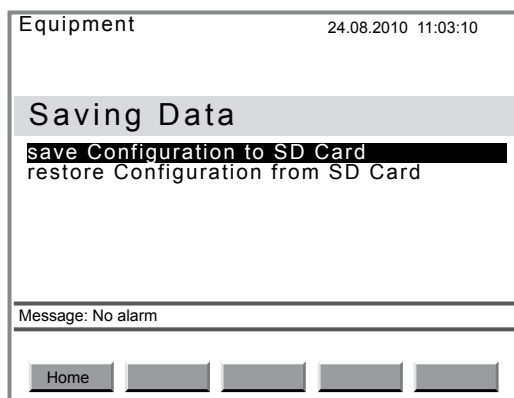 Equipment 24.08.2010 11:03:10
Saving Data
save Configuration to SD Card
restore Configuration from SD Card
Message: No alarm
Home